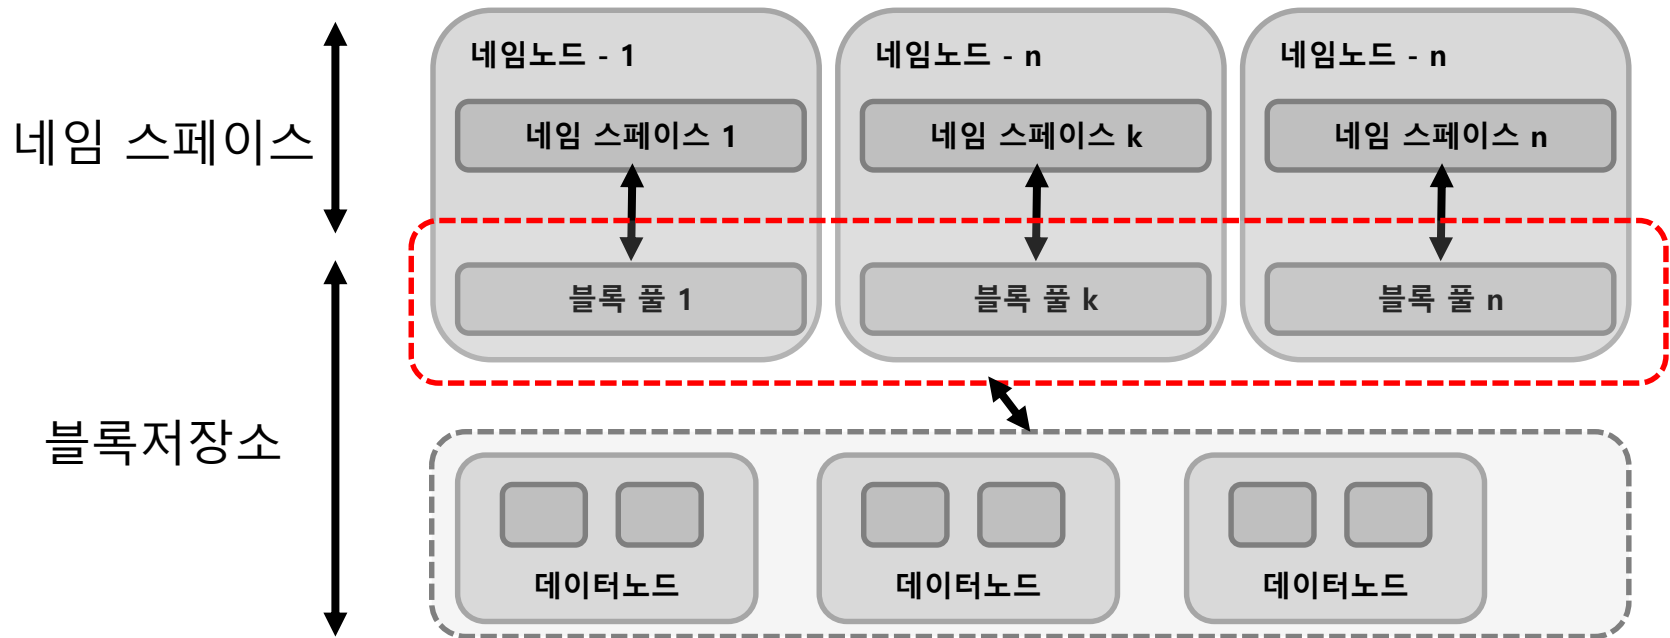 네임 스페이스
블록저장소
네임노드 - 1
네임 스페이스 1
블록 풀 1
네임노드 - n
네임 스페이스 k
블록 풀 k
네임노드 - n
네임 스페이스 n
블록 풀 n
데이터노드
데이터노드
데이터노드